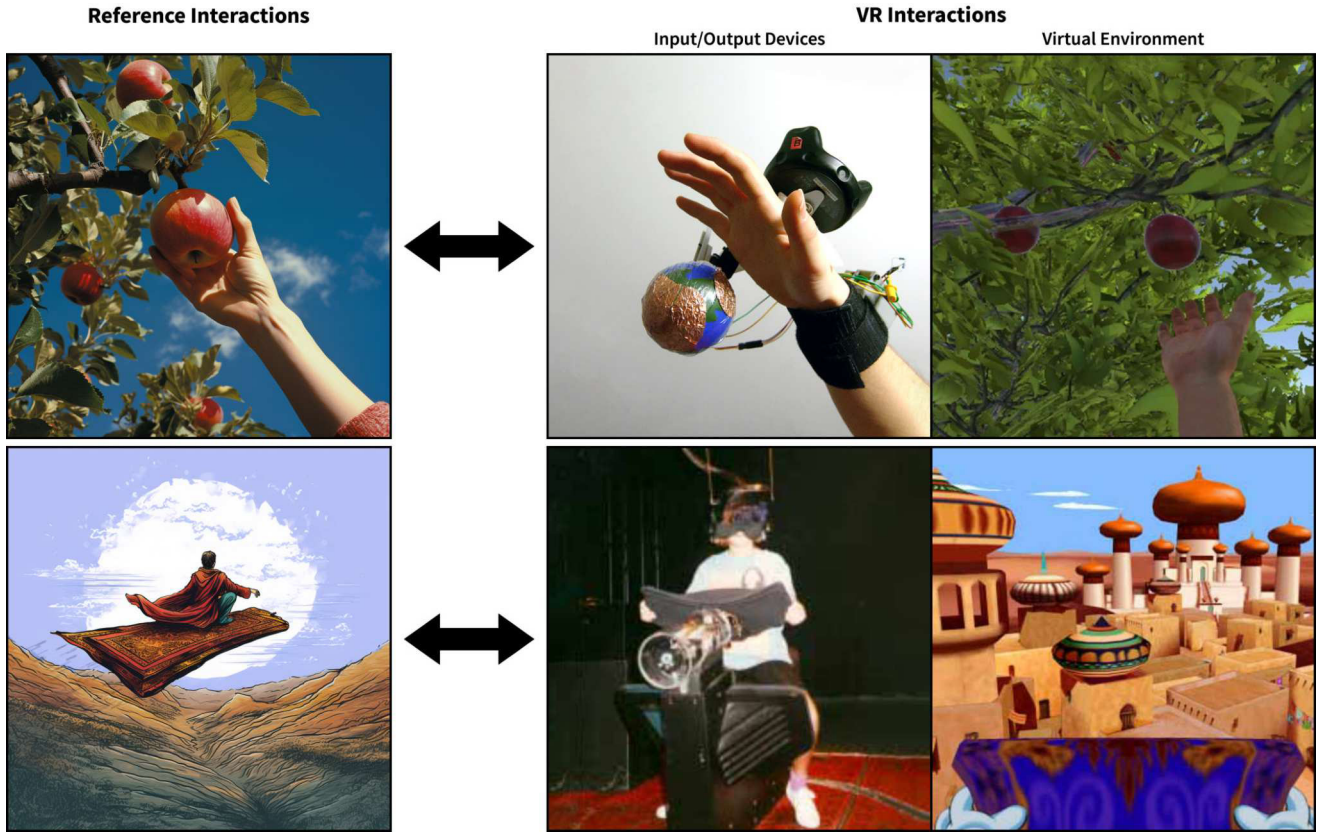 Reference Interactions
VR Interactions
Input/Output Devices
Virtual Environment